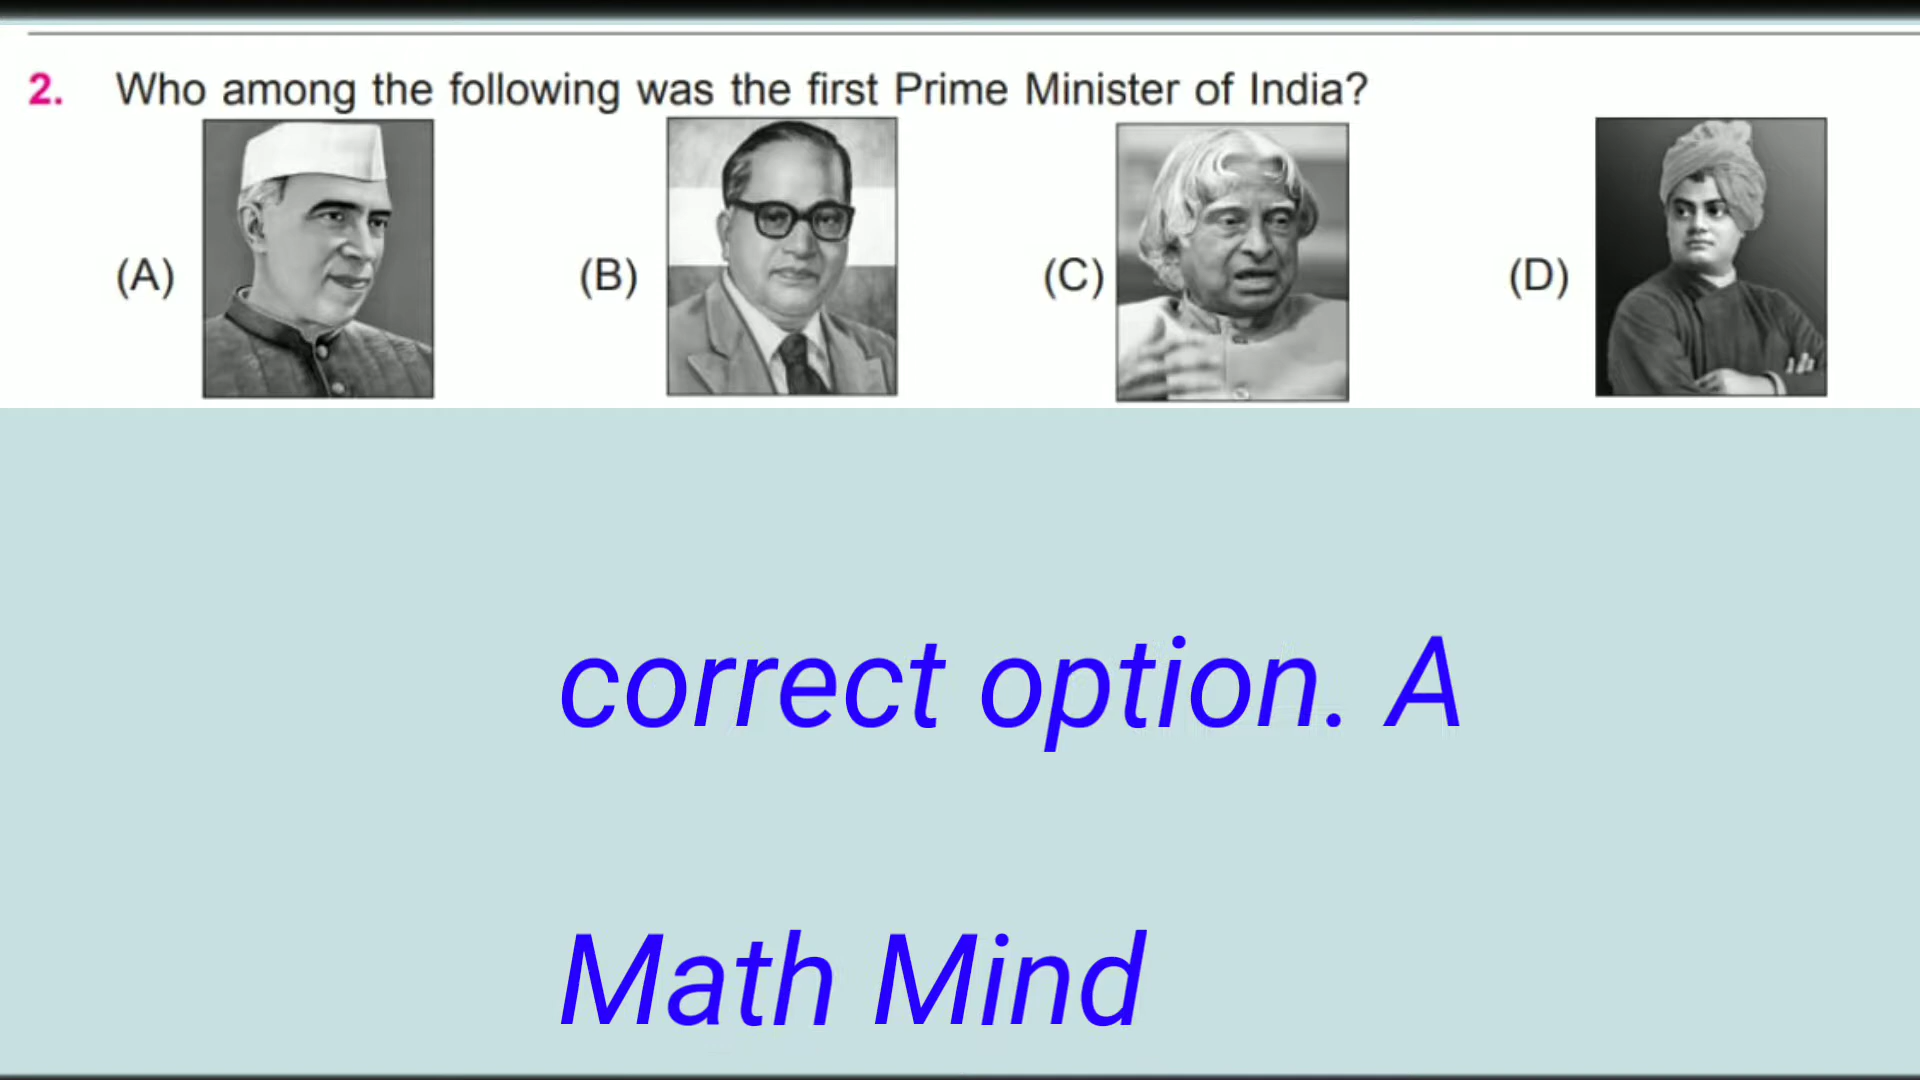 2. Who among the following was the first Prime Minister of India?
(A) (B) (C) (D)
correct option. A
Math Mind